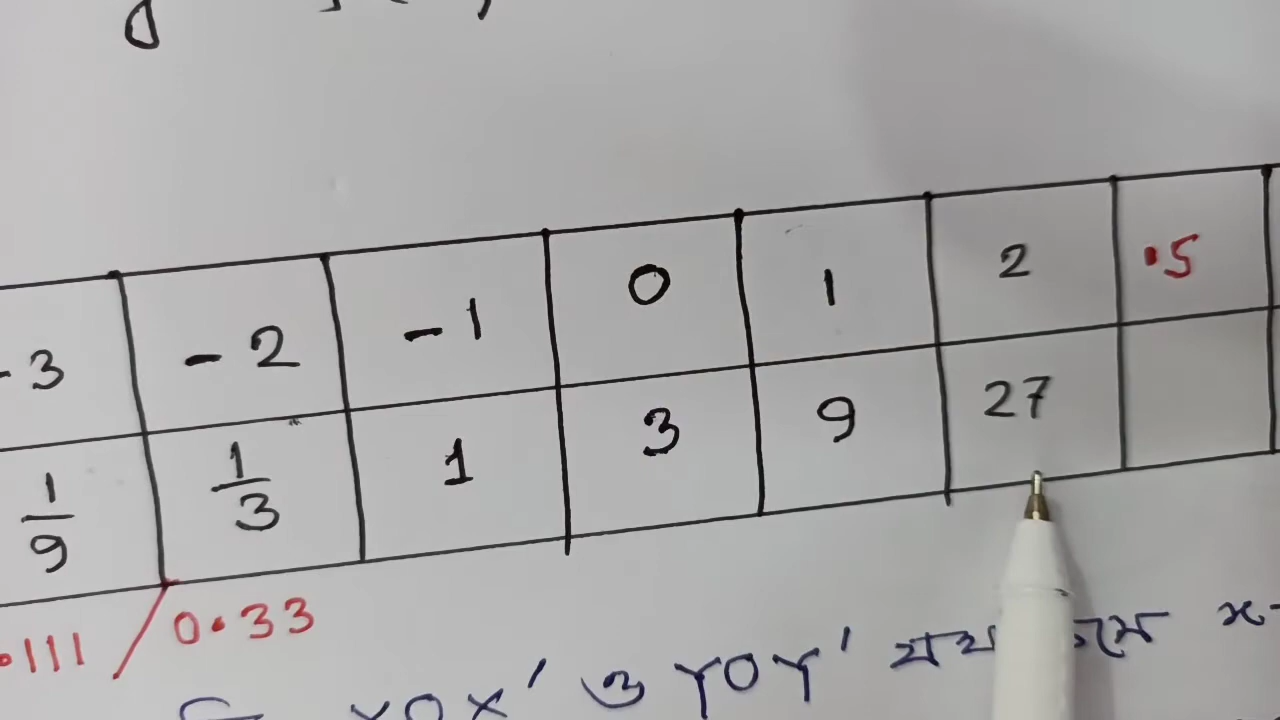 -3 -2 -1 0 1 2 .5
1/9 1/3 1 3 9 27
.111 / 0.33
XOX' ও YOY' x-